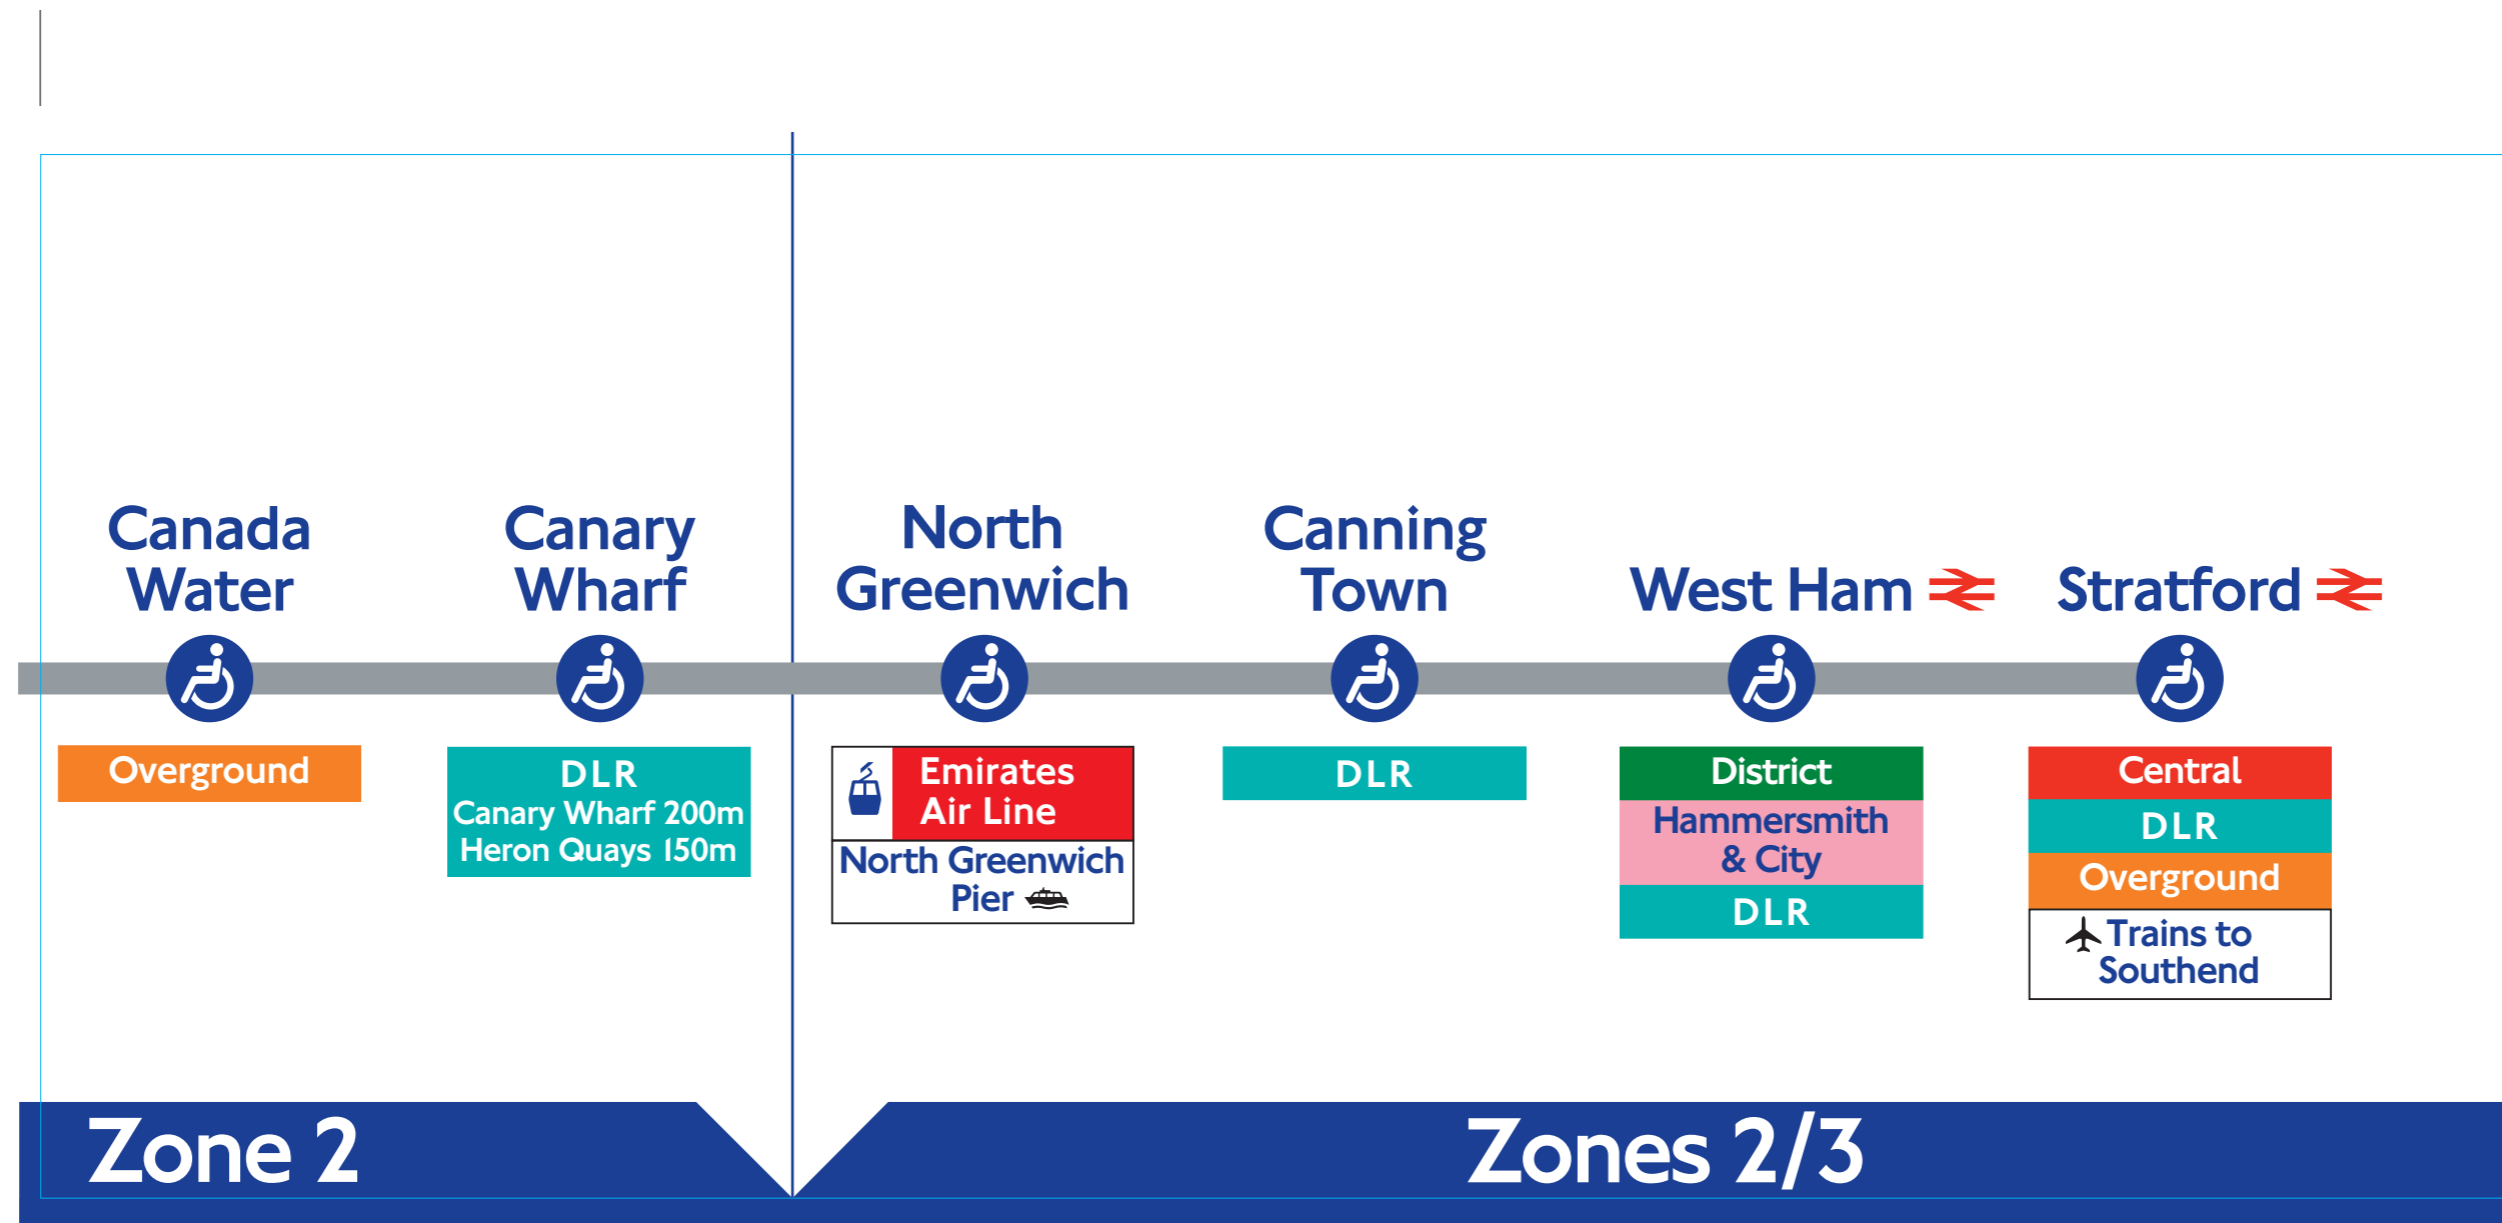 Canada
Water
Canary
Wharf
North
Greenwich
Canning
Town
West Ham
Stratford
Overground
DLR
Canary Wharf 200m
Heron Quays 150m
Emirates
Air Line
North Greenwich
Pier
DLR
District
Hammersmith
& City
DLR
Central
DLR
Overground
Trains to
Southend
Zone 2
Zones 2/3